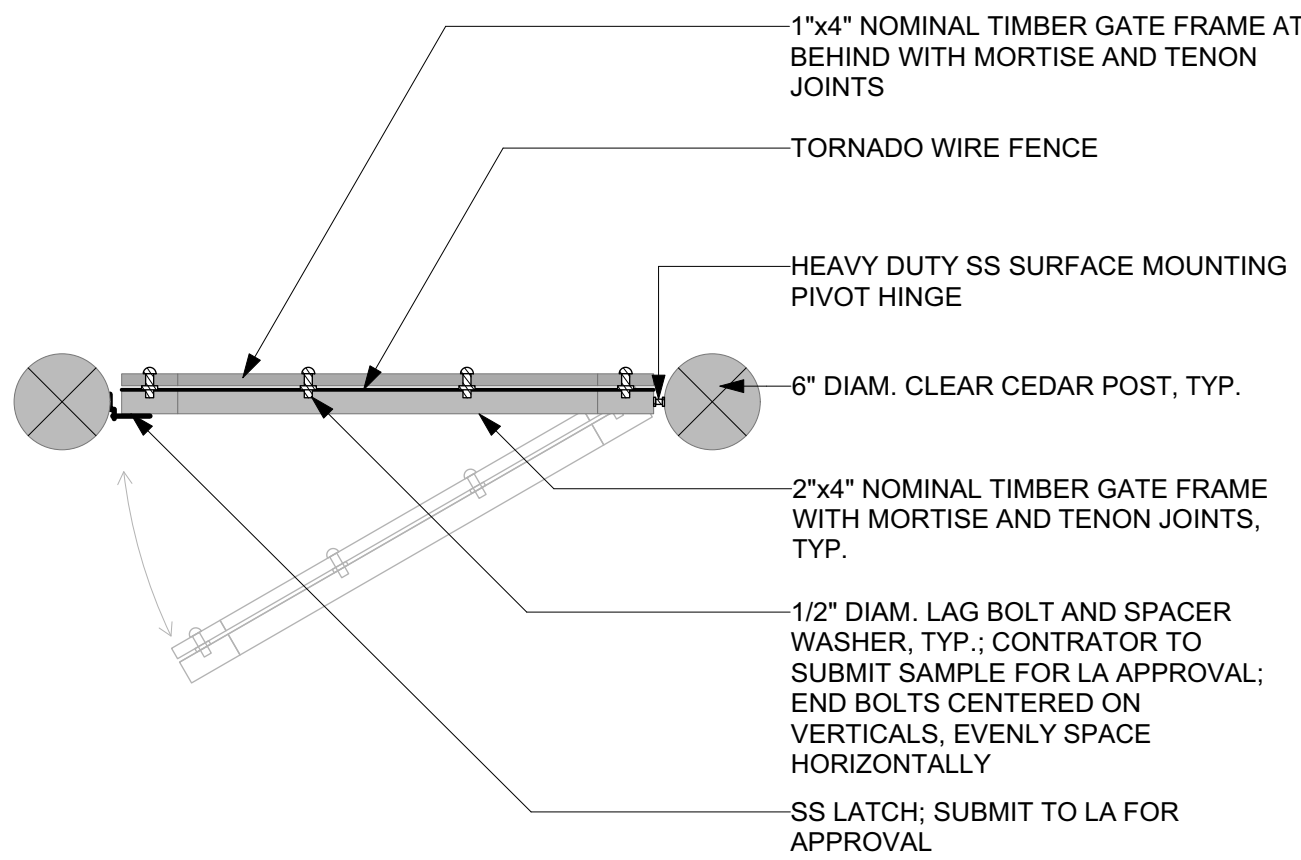 1"x4" NOMINAL TIMBER GATE FRAME AT
BEHIND WITH MORTISE AND TENON
JOINTS
TORNADO WIRE FENCE
HEAVY DUTY SS SURFACE MOUNTING
PIVOT HINGE
6" DIAM. CLEAR CEDAR POST, TYP.
2"x4" NOMINAL TIMBER GATE FRAME
WITH MORTISE AND TENON JOINTS,
TYP.
1/2" DIAM. LAG BOLT AND SPACER
WASHER, TYP.; CONTRATOR TO
SUBMIT SAMPLE FOR LA APPROVAL;
END BOLTS CENTERED ON
VERTICALS, EVENLY SPACE
HORIZONTALLY
SS LATCH; SUBMIT TO LA FOR
APPROVAL